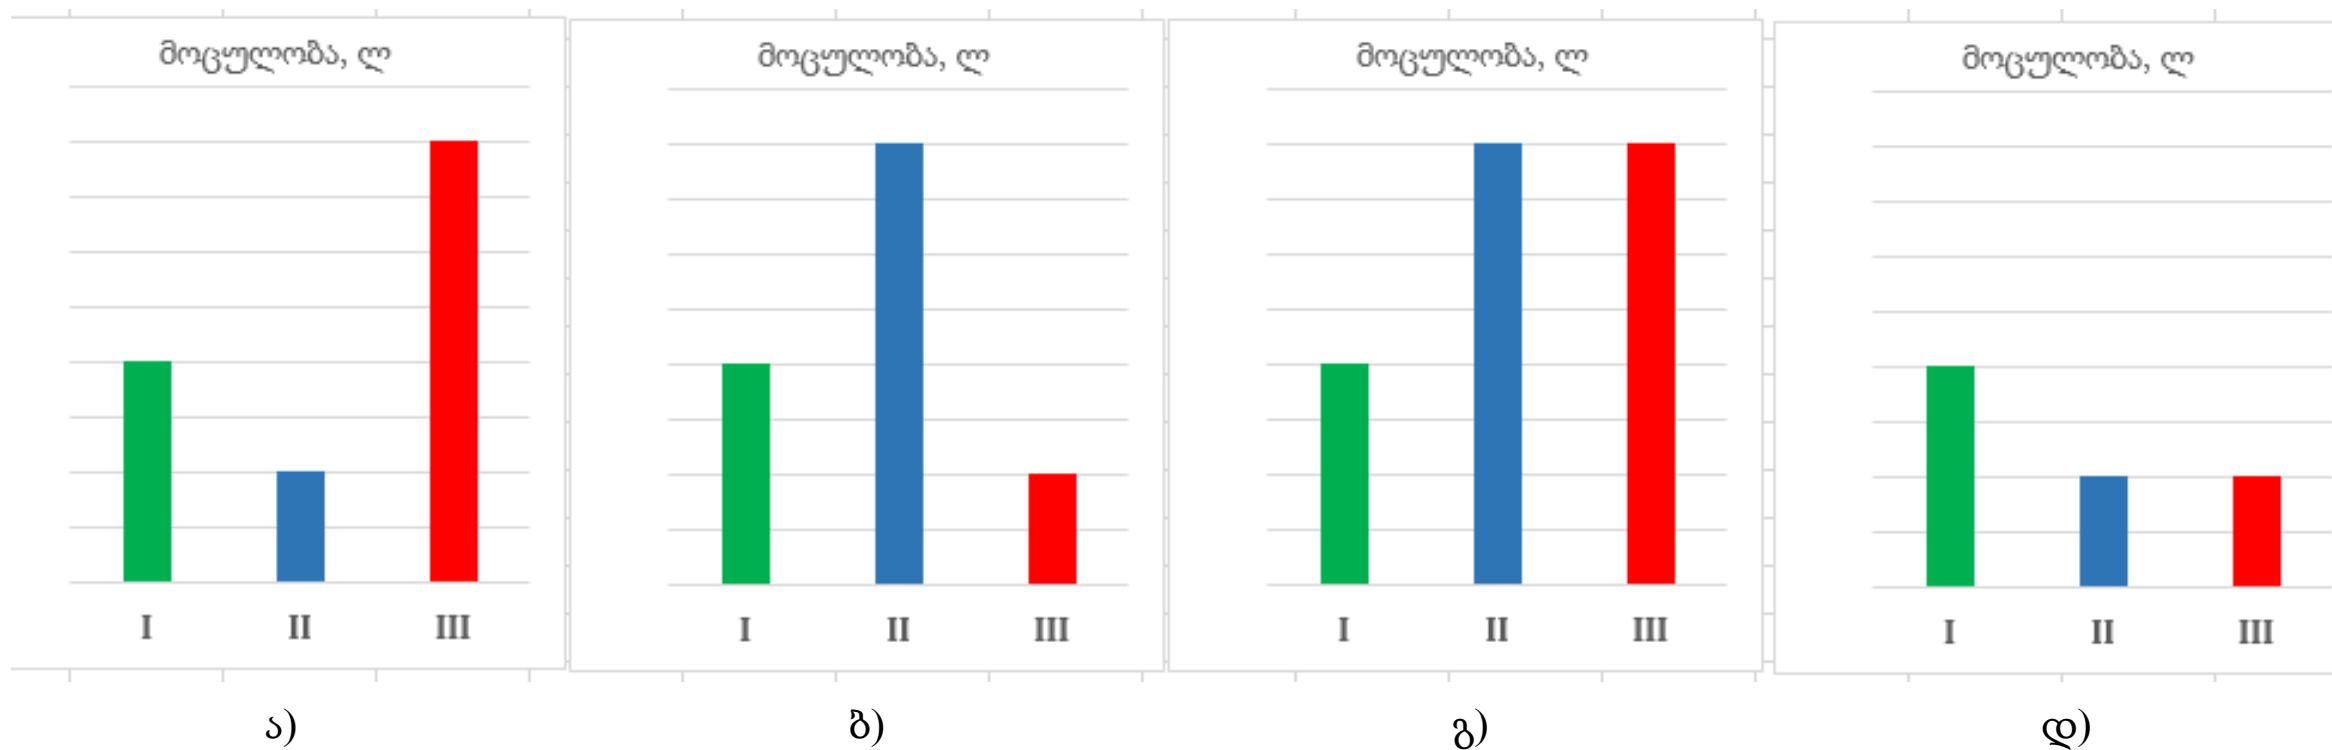 მოცულობა, ლ
I II III
ა)
მოცულობა, ლ
I II III
ბ)
მოცულობა, ლ
I II III
გ)
მოცულობა, ლ
I II III
დ)